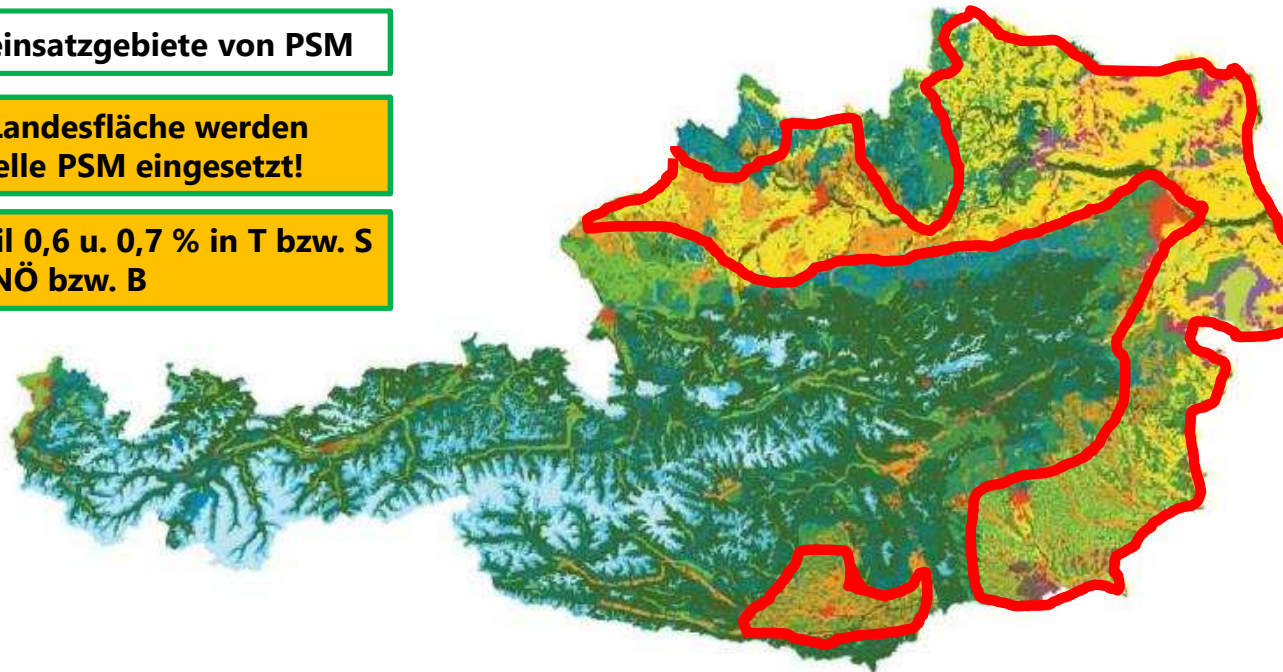 einsatzgebiete von PSM
Landesfläche werden
elle PSM eingesetzt!
il 0,6 u. 0,7 % in T bzw. S
NÖ bzw. B